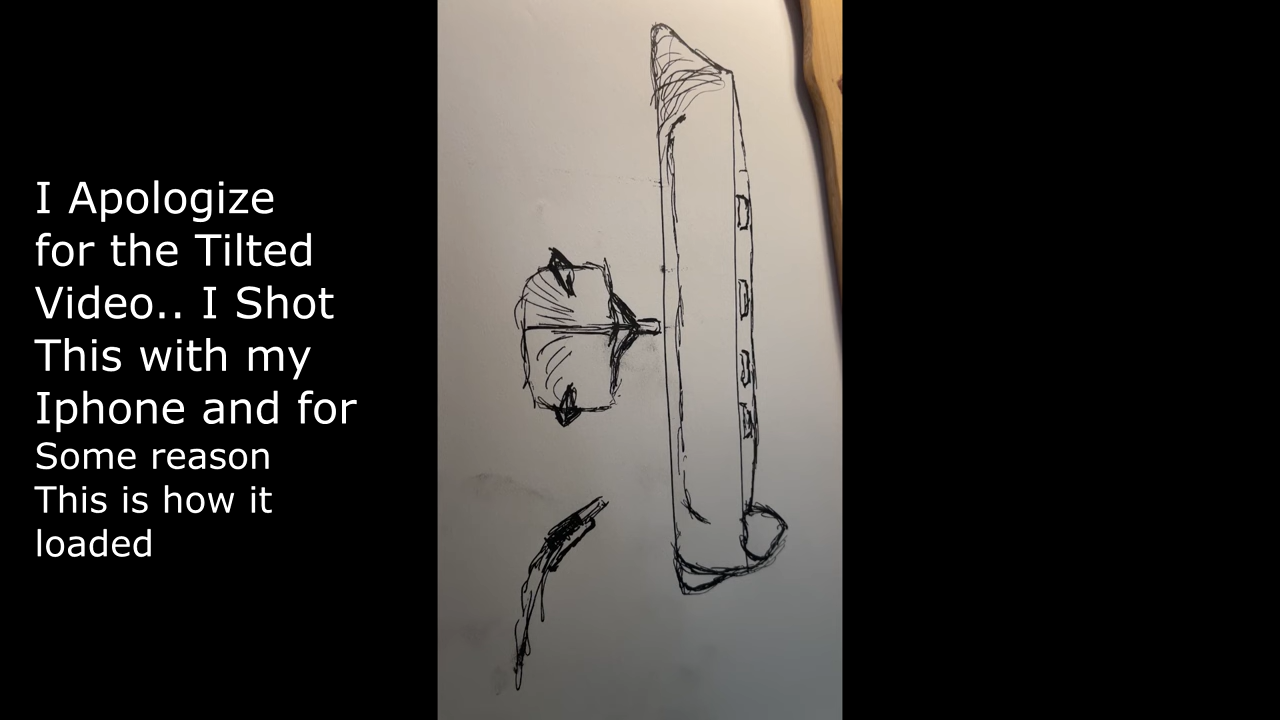 I Apologize
for the Tilted
Video.. I Shot
This with my
Iphone and for
Some reason
This is how it
loaded